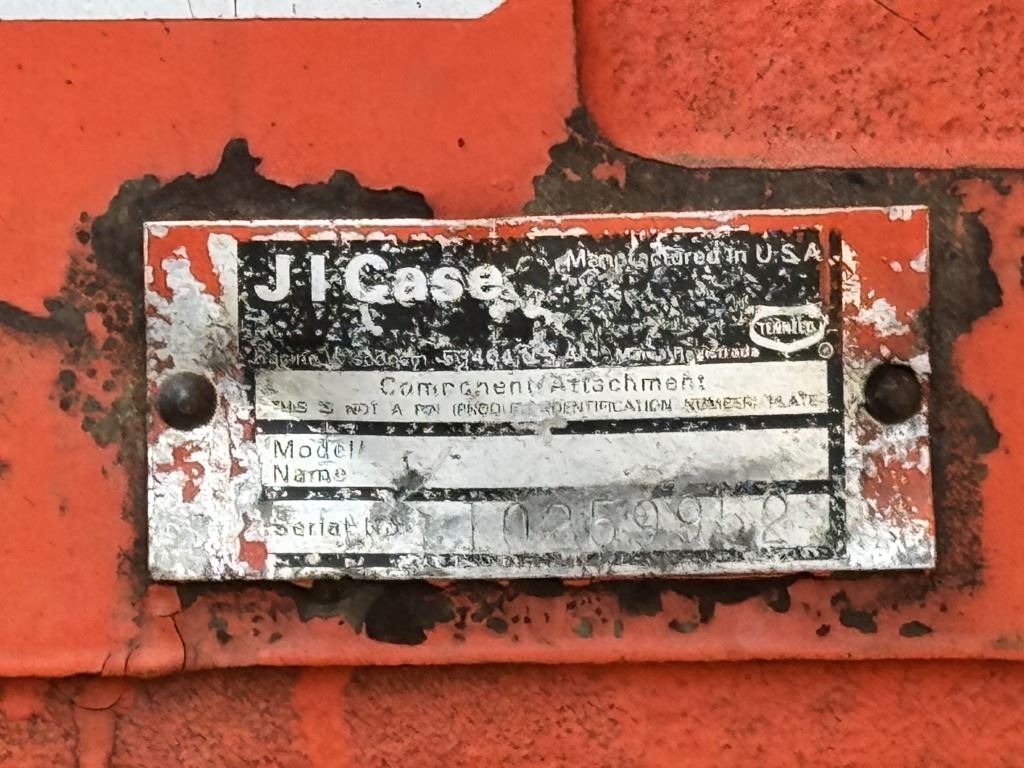 J I Case
Manufactured in U.S.A.
TENNECO
Component/Attachment
THIS IS NOT A PIN (PRODUCT IDENTIFICATION NUMBER) PLATE
Model/
Name
Serial No.